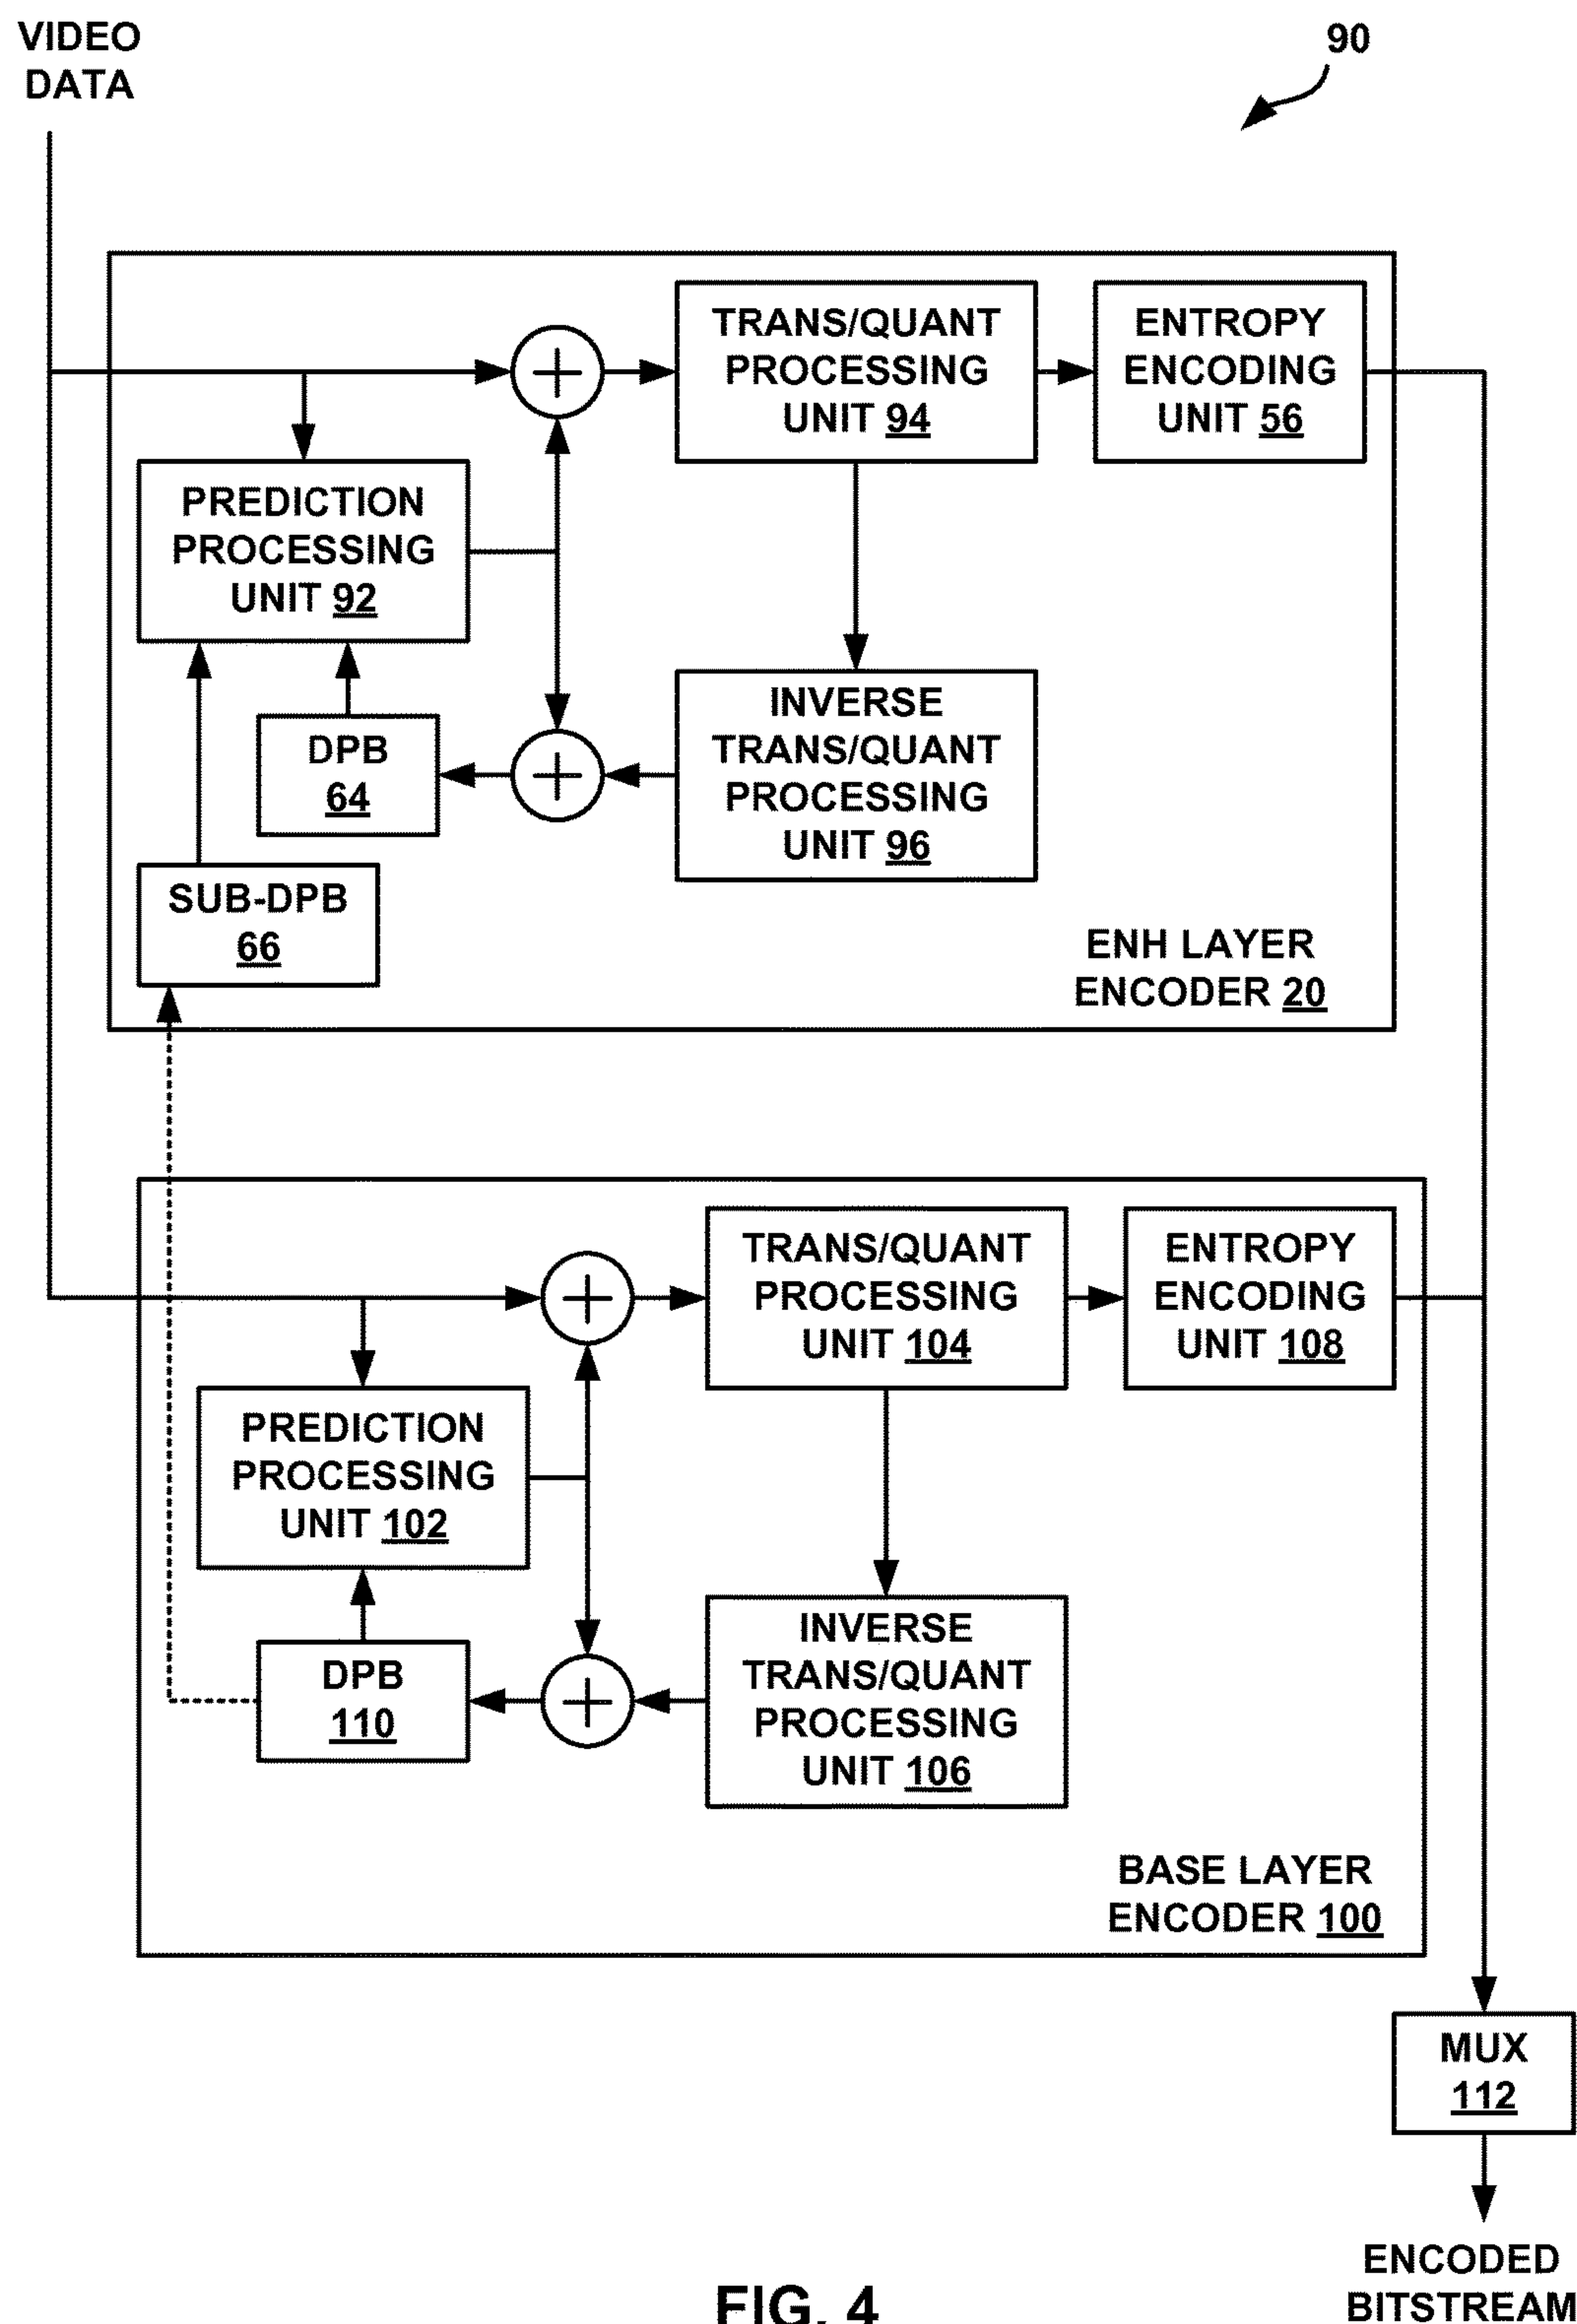 VIDEO
DATA
90
TRANS/QUANT
PROCESSING
UNIT 94
ENTROPY
ENCODING
UNIT 56
PREDICTION
PROCESSING
UNIT 92
INVERSE
TRANS/QUANT
PROCESSING
UNIT 96
DPB
64
SUB-DPB
66
ENH LAYER
ENCODER 20
TRANS/QUANT
PROCESSING
UNIT 104
ENTROPY
ENCODING
UNIT 108
PREDICTION
PROCESSING
UNIT 102
INVERSE
TRANS/QUANT
PROCESSING
UNIT 106
DPB
110
BASE LAYER
ENCODER 100
MUX
112
ENCODED
BITSTREAM
FIG. 4